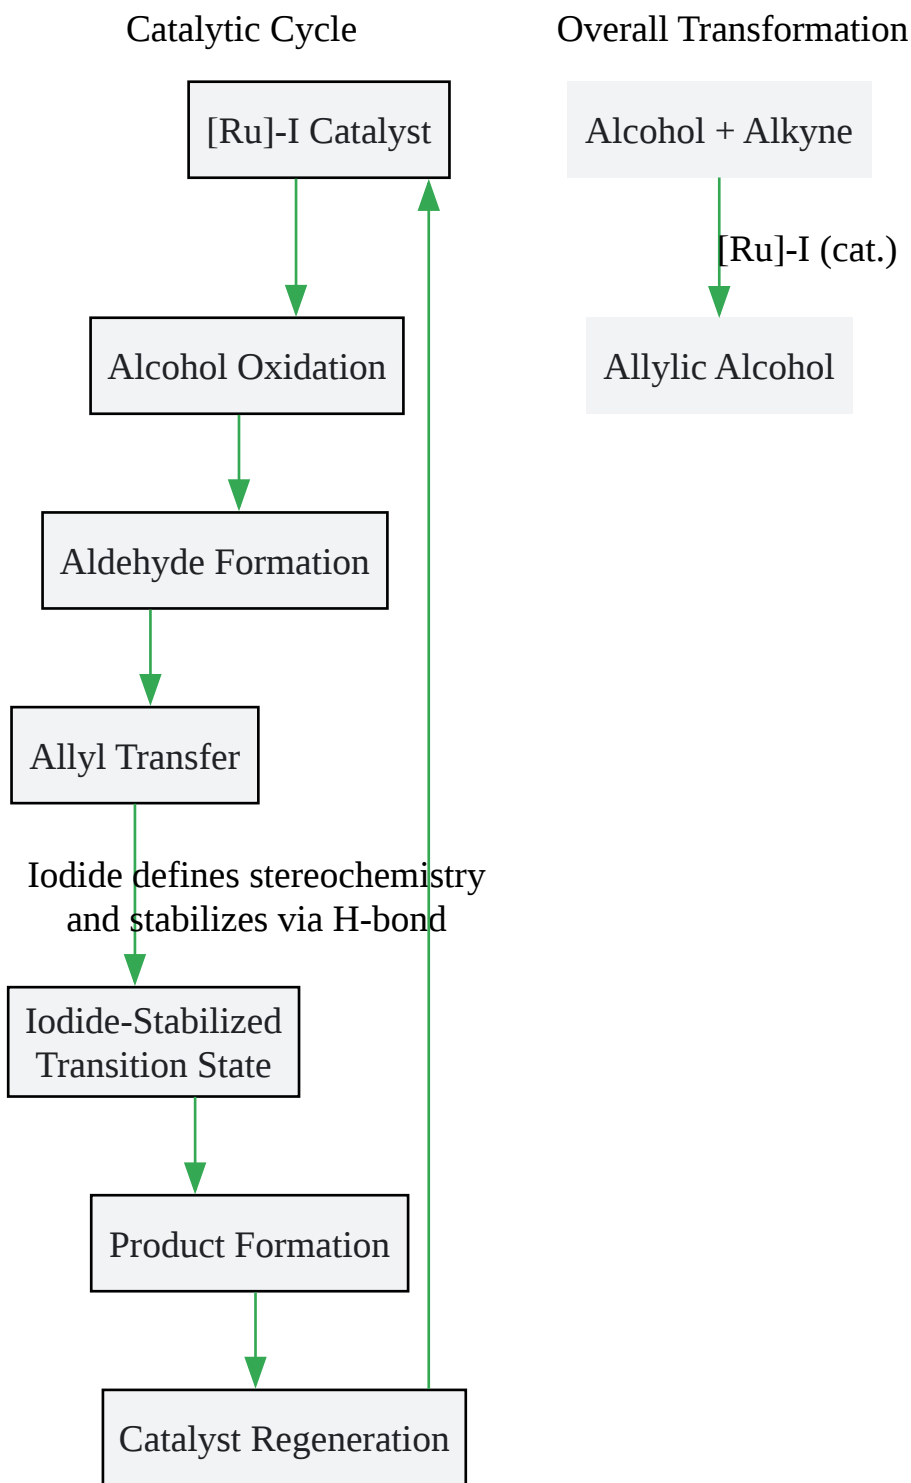 Catalytic Cycle
Overall Transformation
[Ru]-I Catalyst
Alcohol + Alkyne
[Ru]-I (cat.)
Alcohol Oxidation
Allylic Alcohol
Aldehyde Formation
Allyl Transfer
Iodide defines stereochemistry
and stabilizes via H-bond
Iodide-Stabilized
Transition State
Product Formation
Catalyst Regeneration